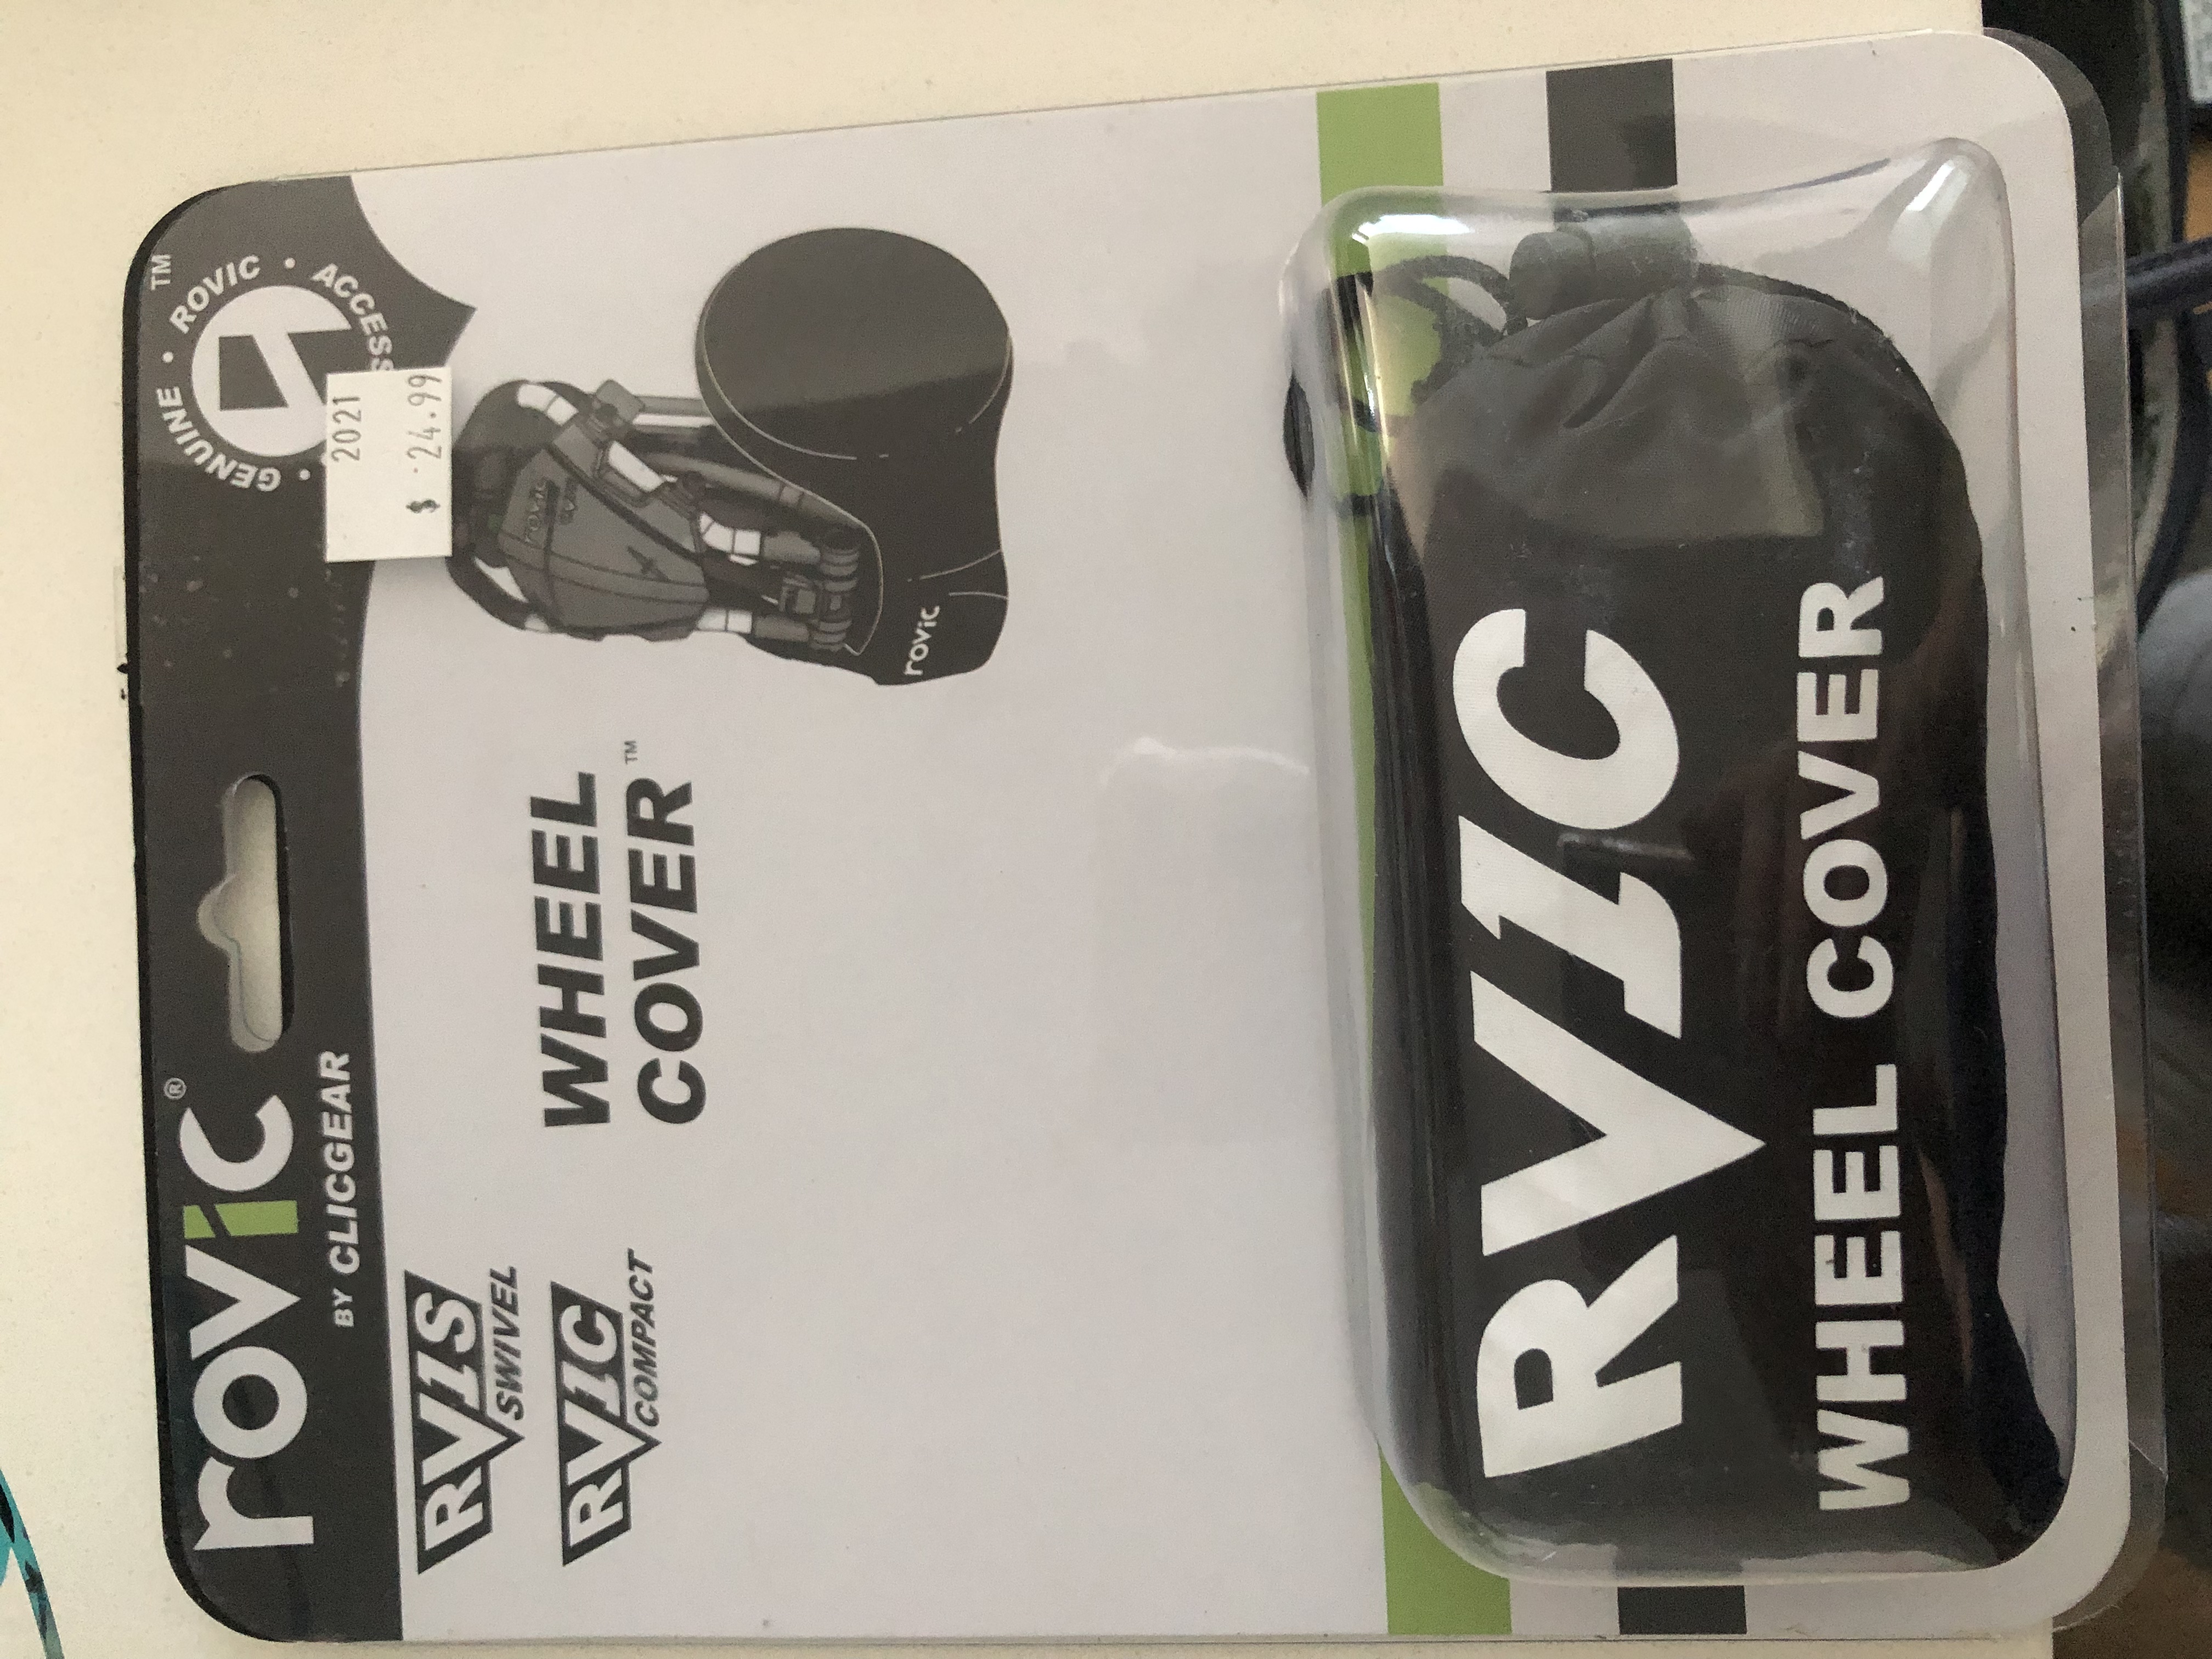 rovic®
BY CLICGEAR
GENUINE • ROVIC • ACCESS
TM
2021
$ 24.99
RV1S
SWIVEL
RV1C
COMPACT
WHEEL
COVER™
rovic
rovic
RV1C
WHEEL COVER